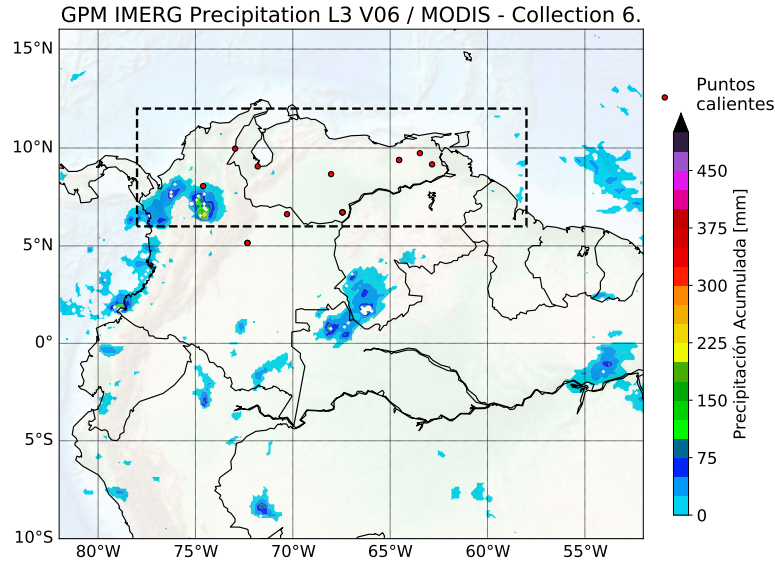 GPM IMERG Precipitation L3 V06 / MODIS - Collection 6.
15°N
10°N
5°N
0°
5°S
10°S
80°W
75°W
70°W
65°W
60°W
55°W
Puntos
calientes
450
375
300
225
150
75
0
Precipitación Acumulada [mm]